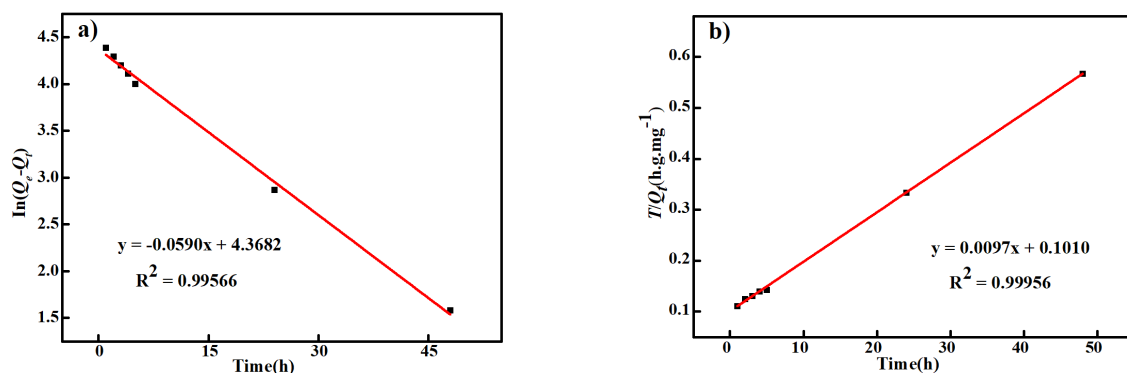 a)
4.5
4.0
3.5
3.0
2.5
2.0
1.5
In(Qe-Qt)
y = -0.0590x + 4.3682
R² = 0.99566
0 15 30 45
Time(h)
b)
0.6
0.5
0.4
0.3
0.2
0.1
T/Qt(h.g.mg⁻¹)
y = 0.0097x + 0.1010
R² = 0.99956
0 10 20 30 40 50
Time(h)